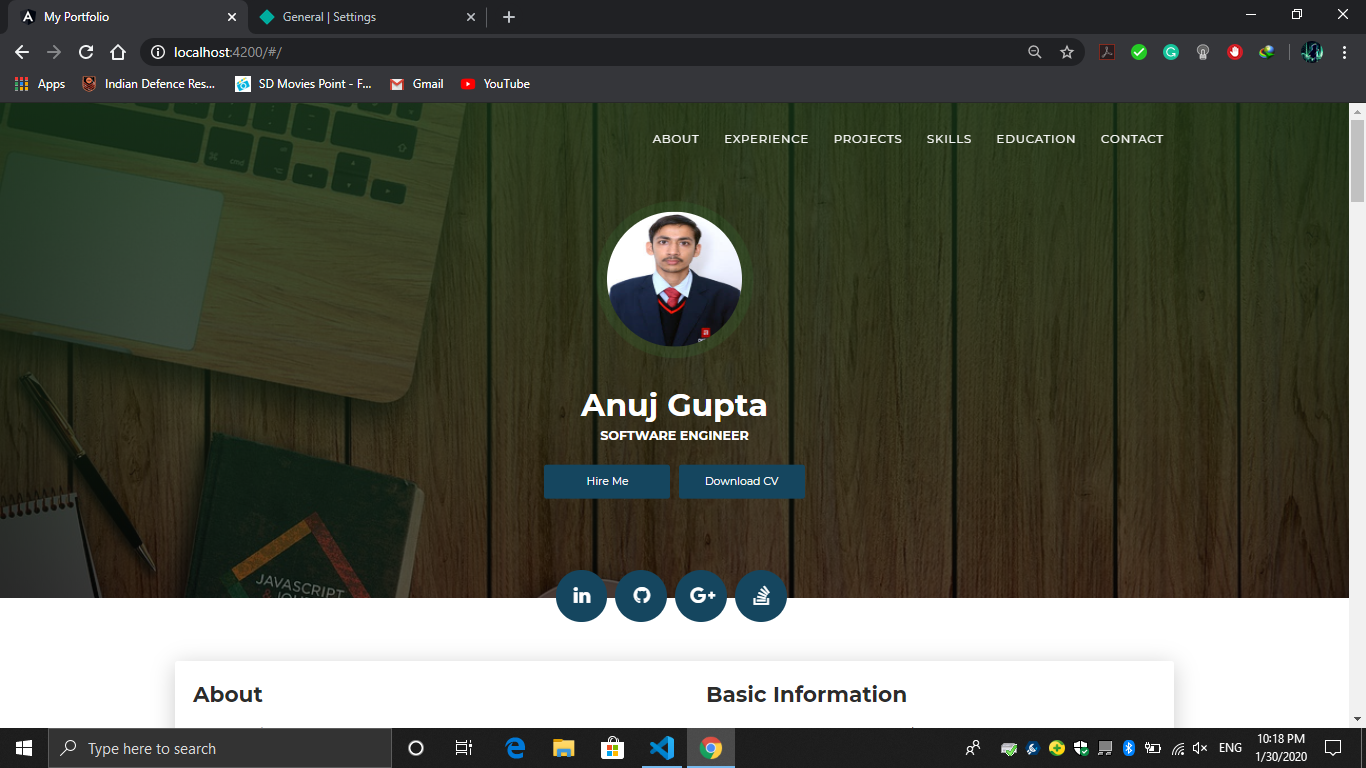 My Portfolio
General | Settings
localhost:4200/#/
Apps
Indian Defence Res...
SD Movies Point - F...
Gmail
YouTube
ABOUT EXPERIENCE PROJECTS SKILLS EDUCATION CONTACT
Anuj Gupta
SOFTWARE ENGINEER
Hire Me
Download CV
JAVASCRIPT
in G+
About
Basic Information
Type here to search
ENG
10:18 PM
1/30/2020